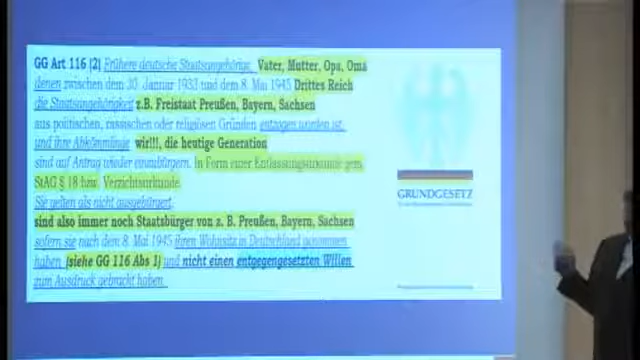 GG Art 116 (2) Frühere deutsche Staatsangehörige, Vater, Mutter, Opa, Oma
denen zwischen dem 30. Januar 1933 und dem 8. Mai 1945 Drittes Reich
die Staatsangehörigkeit z.B. Freistaat Preußen, Bayern, Sachsen
aus politischen, rassischen oder religiösen Gründen entzogen worden ist,
und ihre Abkömmlinge wir!!!, die heutige Generation
sind auf Antrag wieder einzubürgern. In Form einer Entlassungsurkunde gem.
StAG § 18 bzw. Verzichtsurkunde.
Sie gelten als nicht ausgebürgert,
sind also immer noch Staatsbürger von z. B. Preußen, Bayern, Sachsen
sofern sie nach dem 8. Mai 1945 ihren Wohnsitz in Deutschland genommen
haben (siehe GG 116 Abs 1) und nicht einen entgegengesetzten Willen
zum Ausdruck gebracht haben.
GRUNDGESETZ